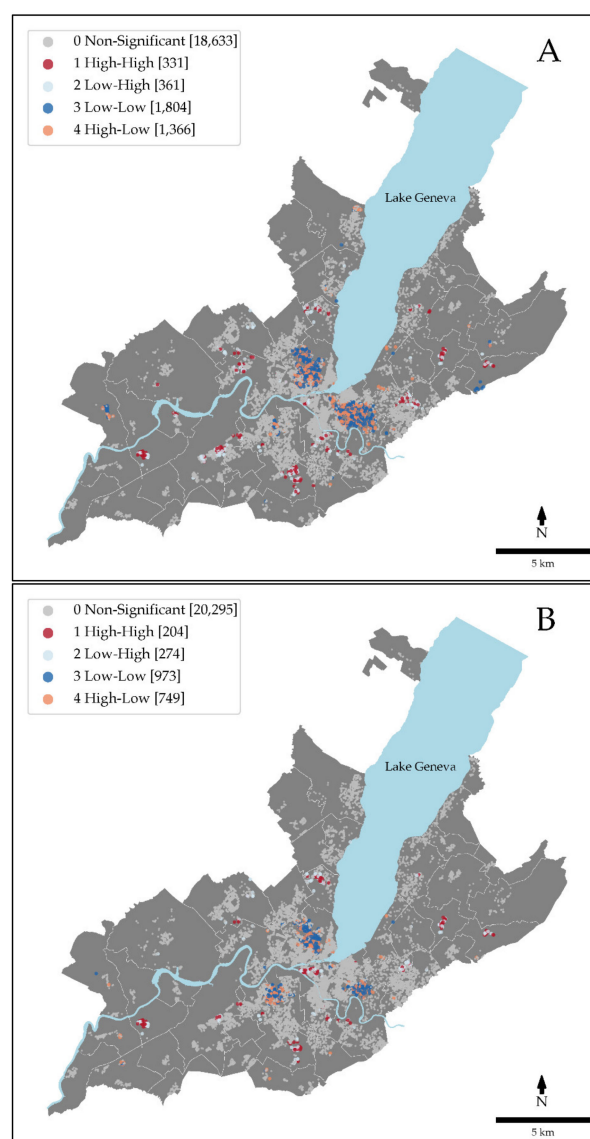 0 Non-Significant [18,633]
1 High-High [331]
2 Low-High [361]
3 Low-Low [1,804]
4 High-Low [1,366]
A
Lake Geneva
N
5 km
0 Non-Significant [20,295]
1 High-High [204]
2 Low-High [274]
3 Low-Low [973]
4 High-Low [749]
B
Lake Geneva
N
5 km